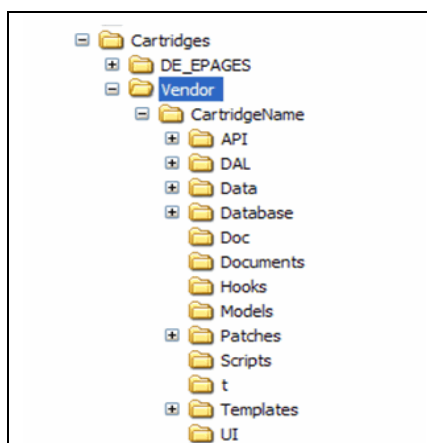 Cartridges
DE_EPAGES
Vendor
CartridgeName
API
DAL
Data
Database
Doc
Documents
Hooks
Models
Patches
Scripts
t
Templates
UI